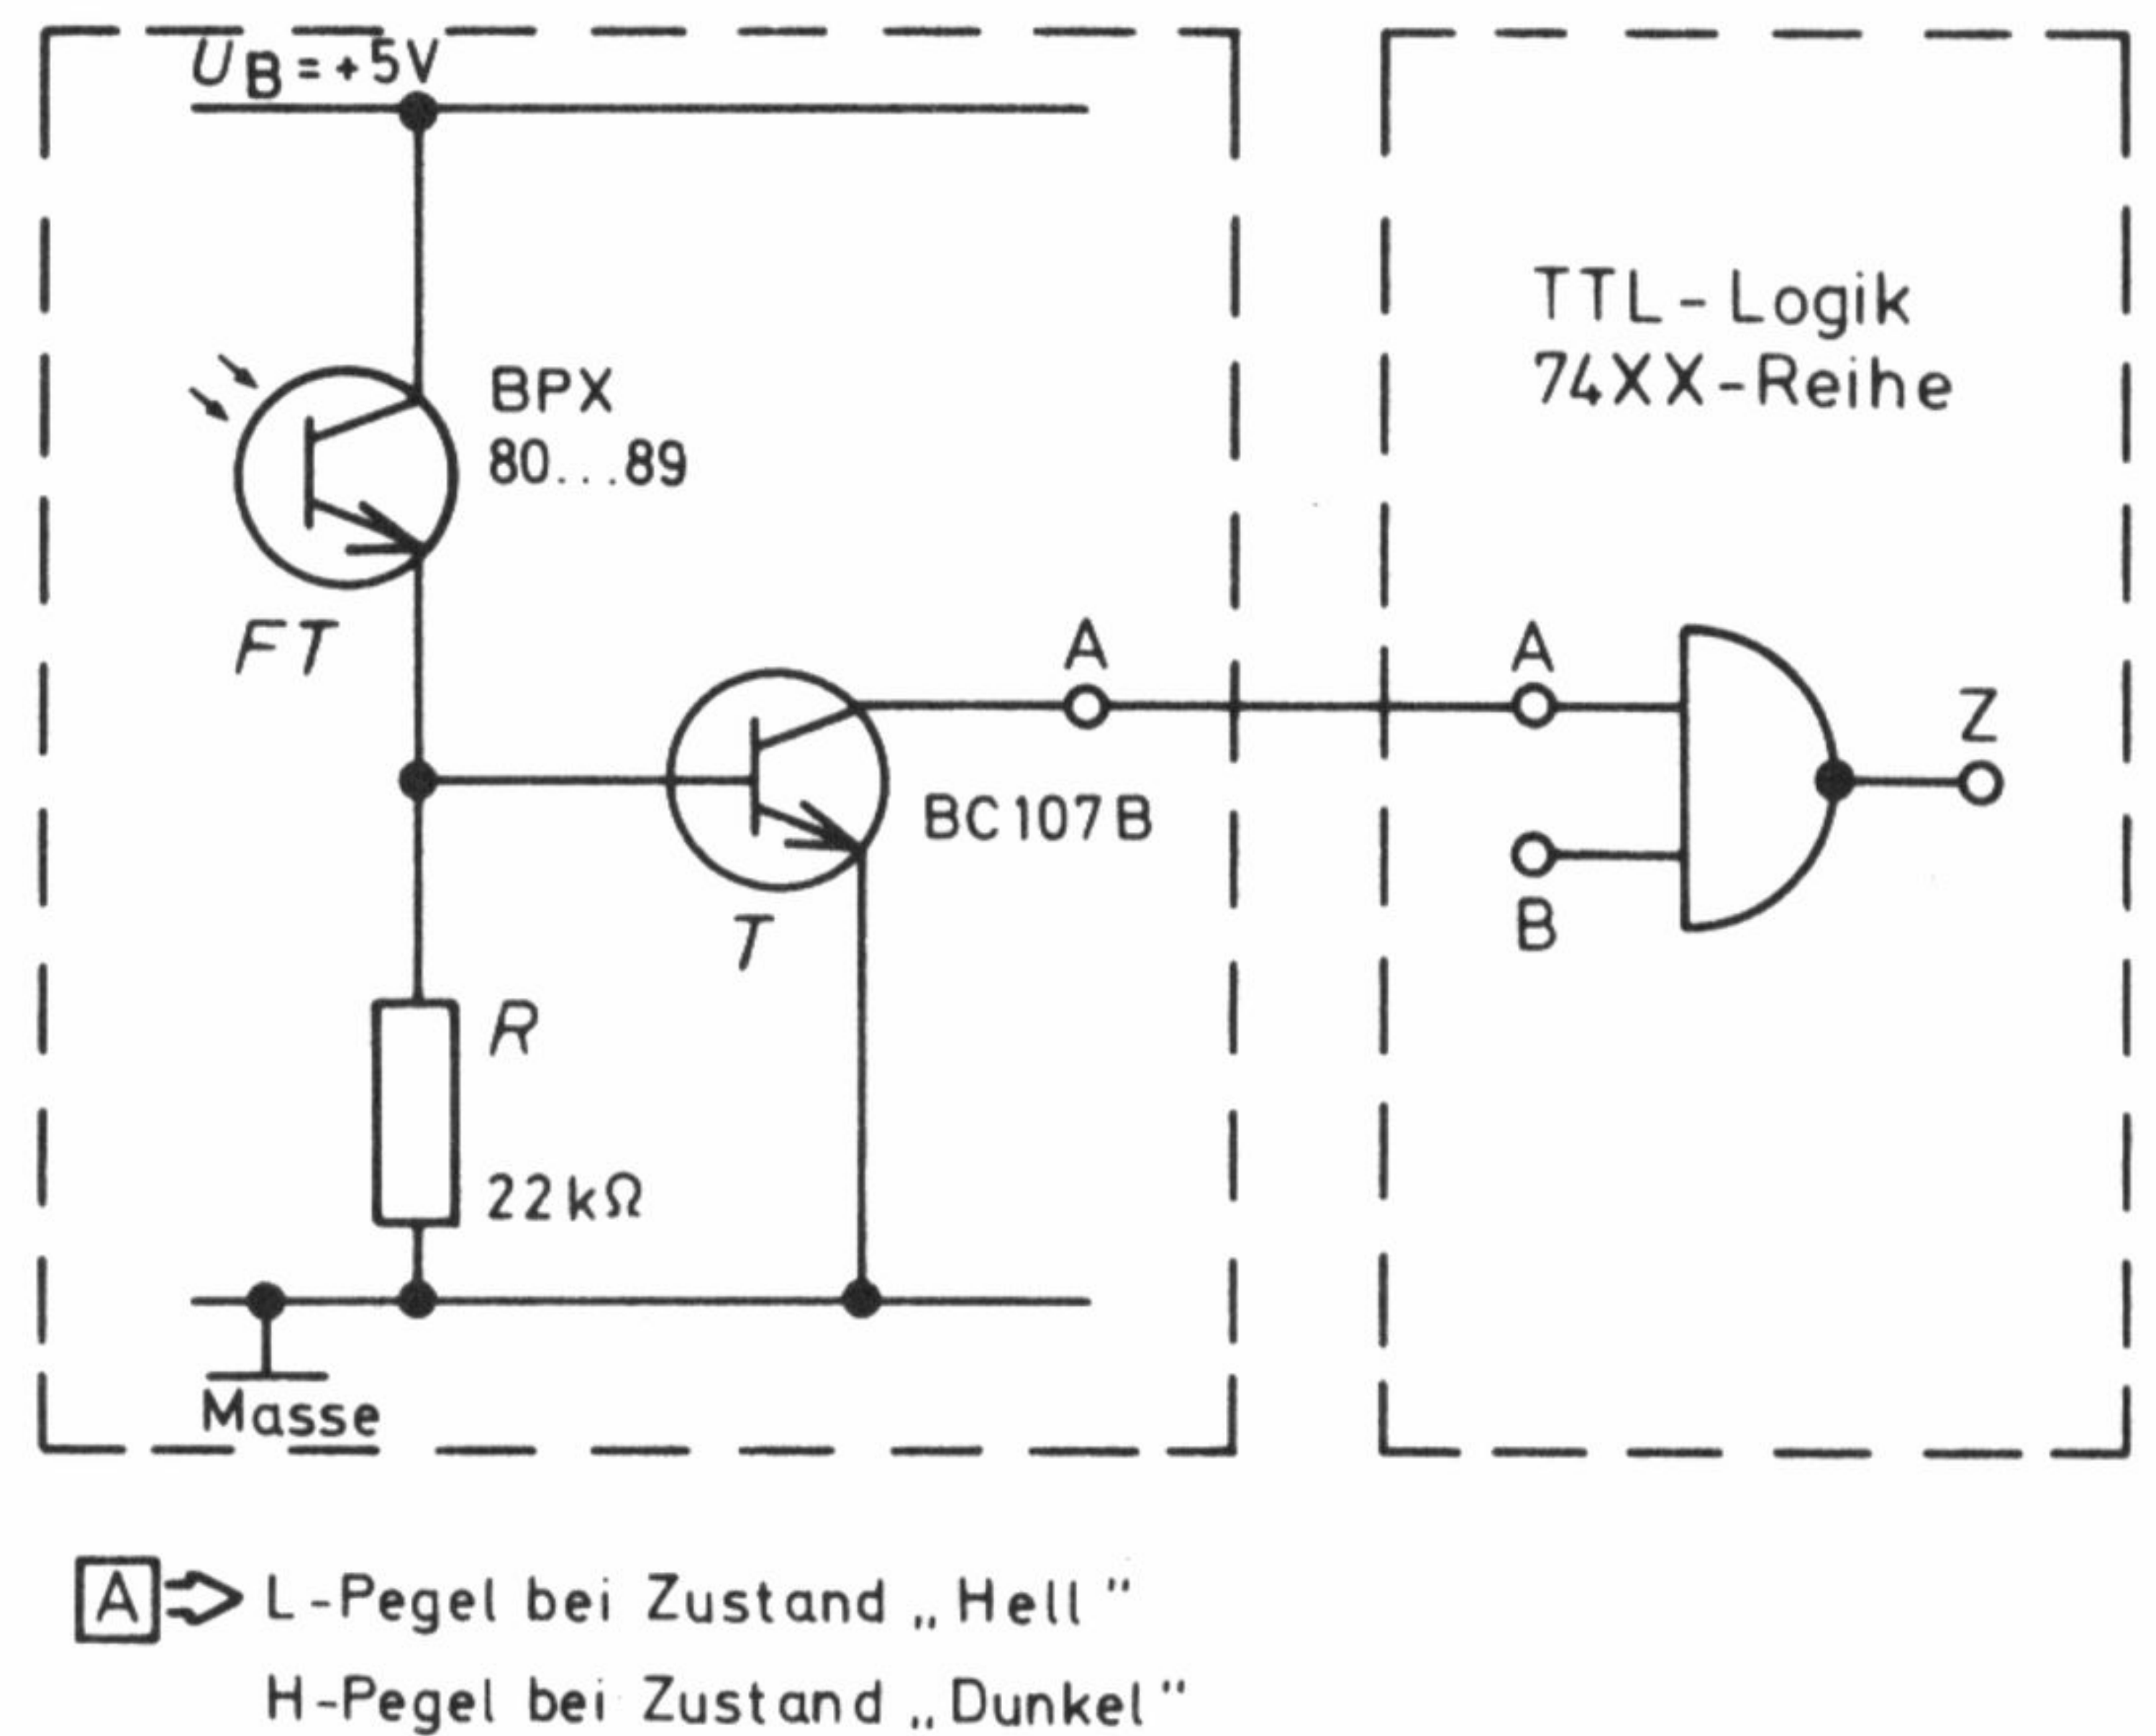 U_B = +5V
BPX
80...89
FT
TTL-Logik
74XX-Reihe
A
A
Z
BC107B
B
T
R
22kΩ
Masse
A ⇒ L-Pegel bei Zustand „Hell“
H-Pegel bei Zustand „Dunkel“